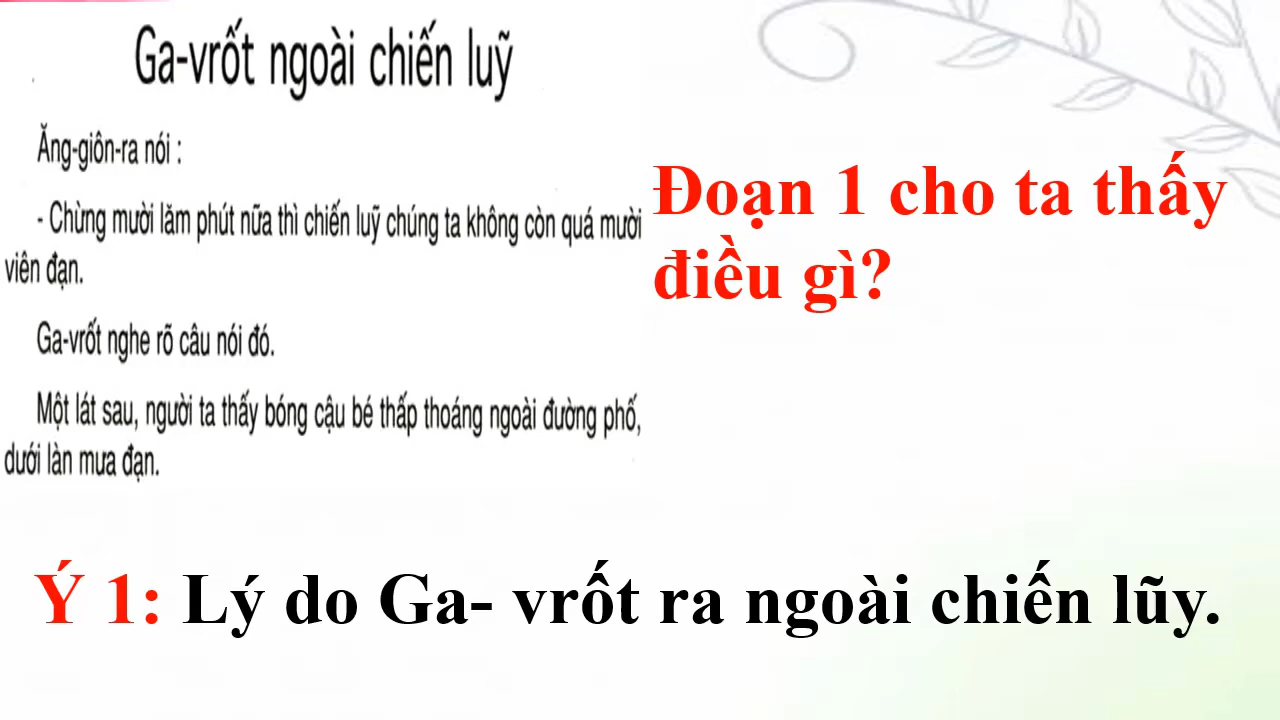 Ga-vrốt ngoài chiến luỹ
Ăng-giôn-ra nói :
- Chừng mười lăm phút nữa thì chiến luỹ chúng ta không còn quá mười
viên đạn.
Ga-vrốt nghe rõ câu nói đó.
Một lát sau, người ta thấy bóng cậu bé thấp thoáng ngoài đường phố,
dưới làn mưa đạn.
Đoạn 1 cho ta thấy
điều gì?
Ý 1: Lý do Ga- vrốt ra ngoài chiến lũy.